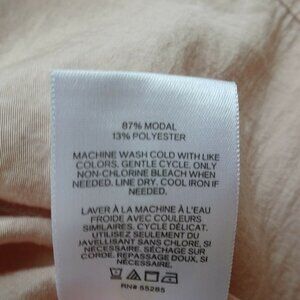 87% MODAL
13% POLYESTER
MACHINE WASH COLD WITH LIKE
COLORS. GENTLE CYCLE. ONLY
NON-CHLORINE BLEACH WHEN
NEEDED. LINE DRY. COOL IRON IF
NEEDED.
LAVER À LA MACHINE À L'EAU
FROIDE AVEC COULEURS
SIMILAIRES. CYCLE DÉLICAT.
UTILISEZ SEULEMENT DU
JAVELLISANT SANS CHLORE, SI
NÉCESSAIRE. SÉCHAGE SUR
CORDE. REPASSAGE DOUX, SI
NÉCESSAIRE.
RN# 55285